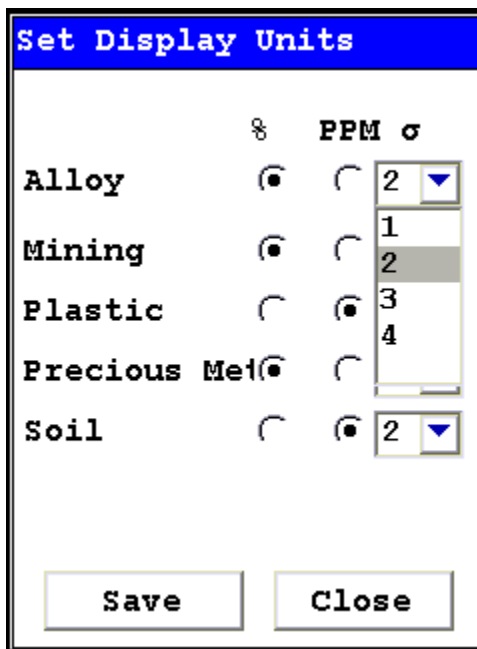 Set Display Units
% PPM σ
Alloy 2
1
Mining
2
Plastic 3
4
Precious Met
Soil 2
Save Close